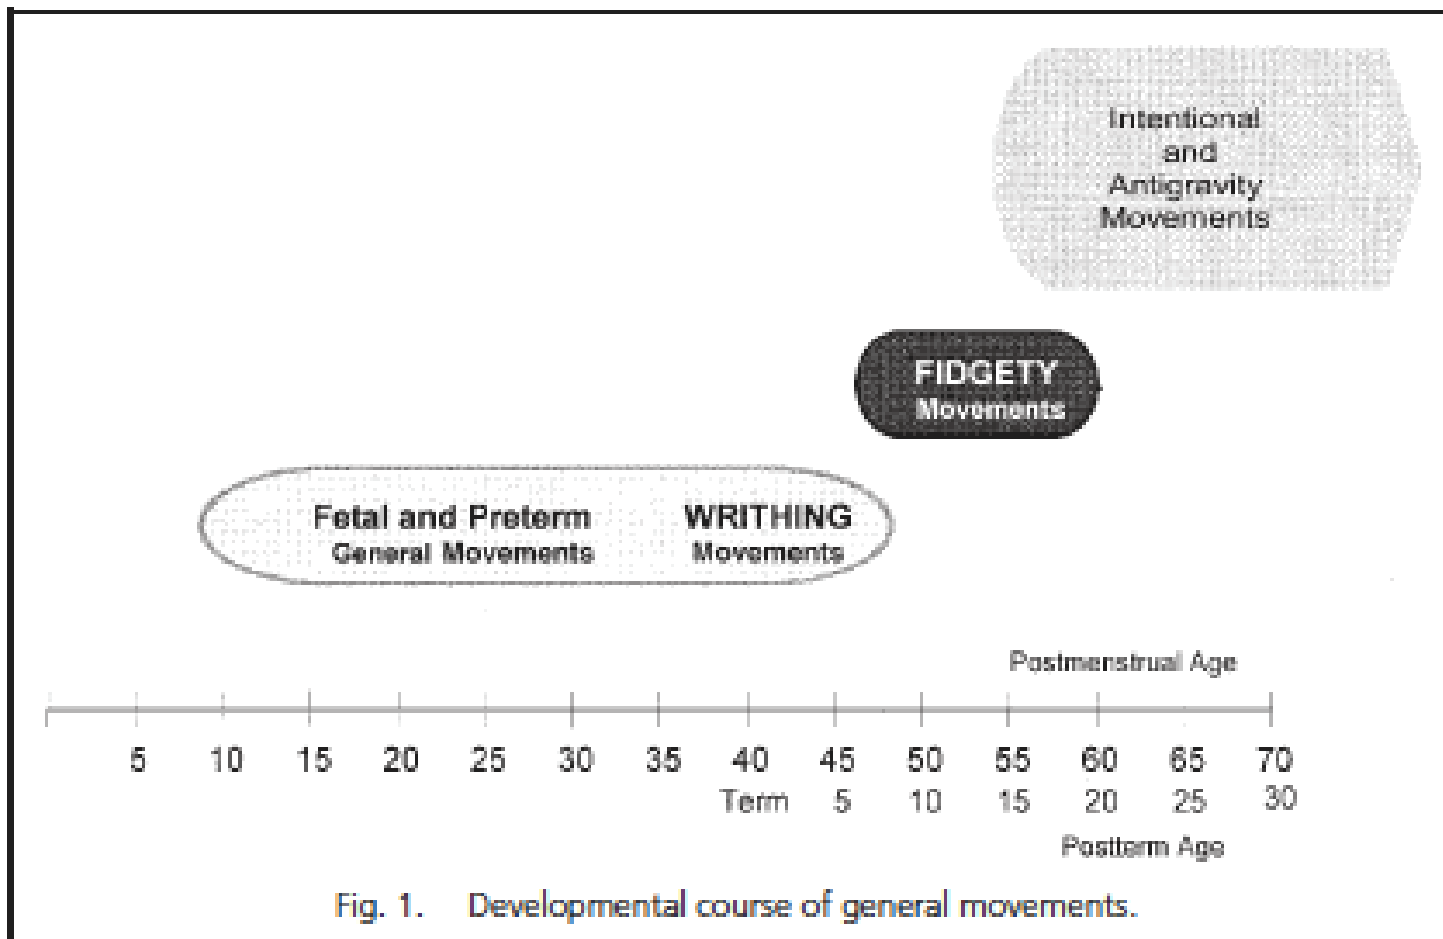 Intentional
and
Antigravity
Movements
FIDGETY
Movements
Fetal and Preterm WRITHING
General Movements Movements
Postmenstrual Age
5 10 15 20 25 30 35 40 45 50 55 60 65 70
Term 5 10 15 20 25 30
Postterm Age
Fig. 1. Developmental course of general movements.